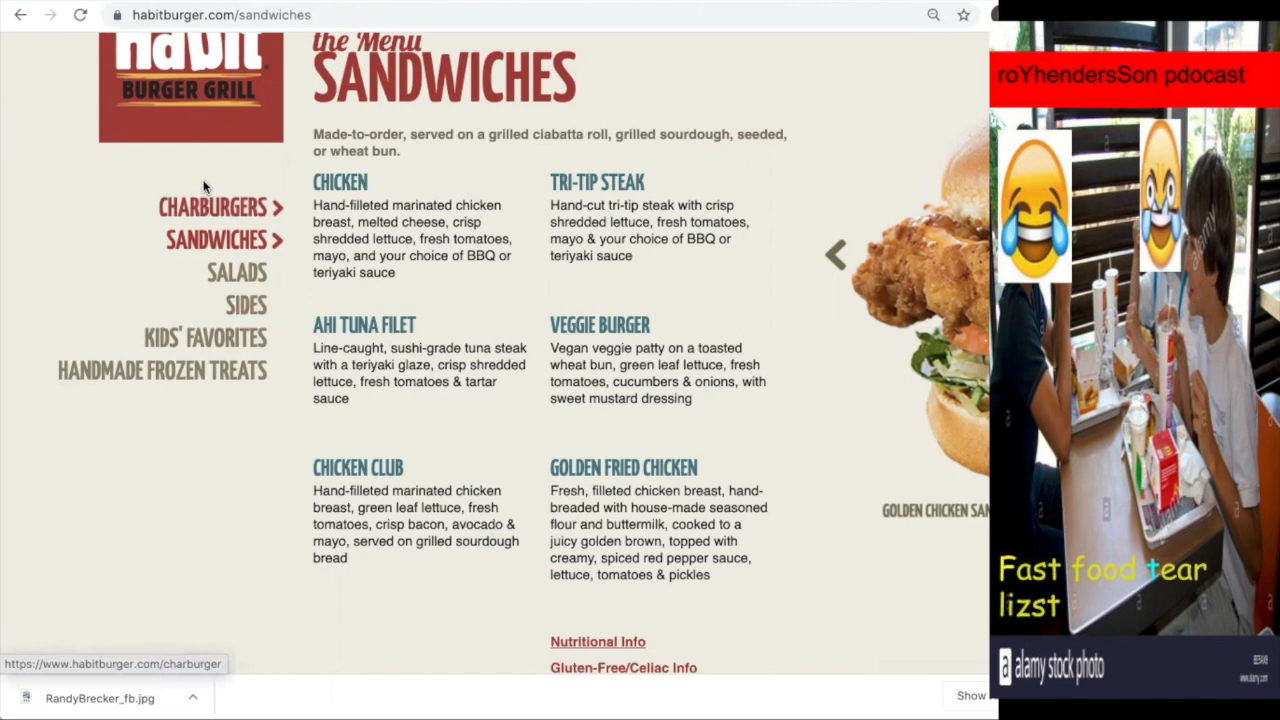 habitburger.com/sandwiches
Habit
BURGER GRILL
the Menu
SANDWICHES
Made-to-order, served on a grilled ciabatta roll, grilled sourdough, seeded,
or wheat bun.
CHARBURGERS
SANDWICHES
SALADS
SIDES
KIDS' FAVORITES
HANDMADE FROZEN TREATS
CHICKEN
Hand-filleted marinated chicken
breast, melted cheese, crisp
shredded lettuce, fresh tomatoes,
mayo, and your choice of BBQ or
teriyaki sauce
TRI-TIP STEAK
Hand-cut tri-tip steak with crisp
shredded lettuce, fresh tomatoes,
mayo & your choice of BBQ or
teriyaki sauce
AHI TUNA FILET
Line-caught, sushi-grade tuna steak
with a teriyaki glaze, crisp shredded
lettuce, fresh tomatoes & tartar
sauce
VEGGIE BURGER
Vegan veggie patty on a toasted
wheat bun, green leaf lettuce, fresh
tomatoes, cucumbers & onions, with
sweet mustard dressing
CHICKEN CLUB
Hand-filleted marinated chicken
breast, green leaf lettuce, fresh
tomatoes, crisp bacon, avocado &
mayo, served on grilled sourdough
bread
GOLDEN FRIED CHICKEN
Fresh, filleted chicken breast, hand-
breaded with house-made seasoned
flour and buttermilk, cooked to a
juicy golden brown, topped with
creamy, spiced red pepper sauce,
lettuce, tomatoes & pickles
Nutritional Info
Gluten-Free/Celiac Info
GOLDEN CHICKEN SAN
https://www.habitburger.com/charburger
RandyBrecker_fb.jpg
Show
roYhendersSon pdocast
Fast food tear
lizst
alamy
a alamy stock photo
www.alamy.com